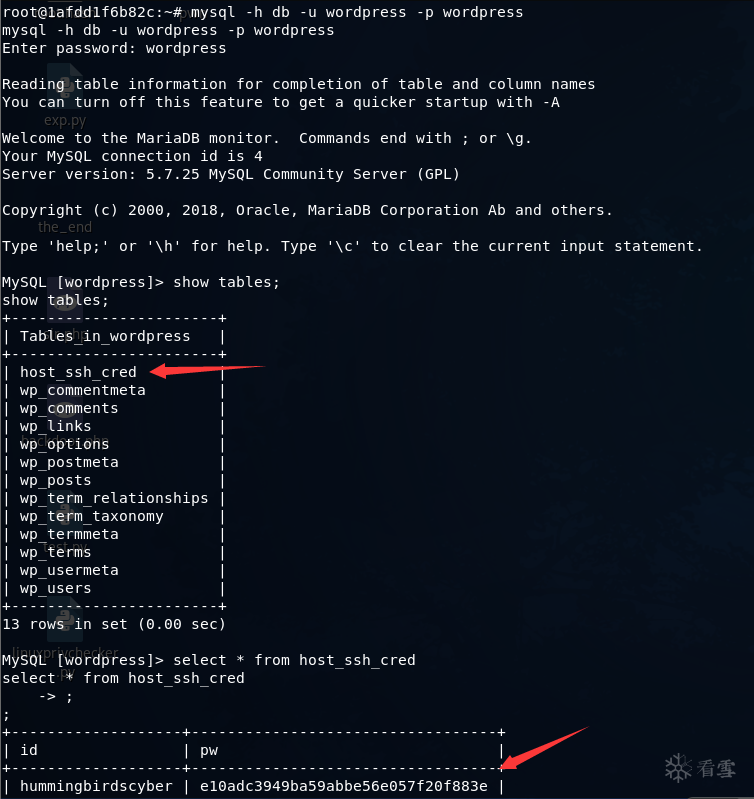 root@1afdd1f6b82c:~# mysql -h db -u wordpress -p wordpress
mysql -h db -u wordpress -p wordpress
Enter password: wordpress
Reading table information for completion of table and column names
You can turn off this feature to get a quicker startup with -A
exp.py
Welcome to the MariaDB monitor.  Commands end with ; or \g.
Your MySQL connection id is 4
Server version: 5.7.25 MySQL Community Server (GPL)
Copyright (c) 2000, 2018, Oracle, MariaDB Corporation Ab and others.
the_end
Type 'help;' or '\h' for help. Type '\c' to clear the current input statement.
MySQL [wordpress]> show tables;
show tables;
+-----------------------+
| Tables_in_wordpress   |
+-----------------------+
| host_ssh_cred         |
| wp_commentmeta        |
| wp_comments           |
| wp_links              |
| wp_options            |
| wp_postmeta           |
| wp_posts              |
| wp_term_relationships |
| wp_term_taxonomy      |
| wp_termmeta           |
| wp_terms              |
| wp_usermeta           |
| wp_users              |
+-----------------------+
13 rows in set (0.00 sec)
linuxprivchecker
.py
MySQL [wordpress]> select * from host_ssh_cred
select * from host_ssh_cred
    -> ;
;
+-------------------+----------------------------------+
| id                | pw                               |
+-------------------+----------------------------------+
| hummingbirdscyber | e10adc3949ba59abbe56e057f20f883e |
看雪